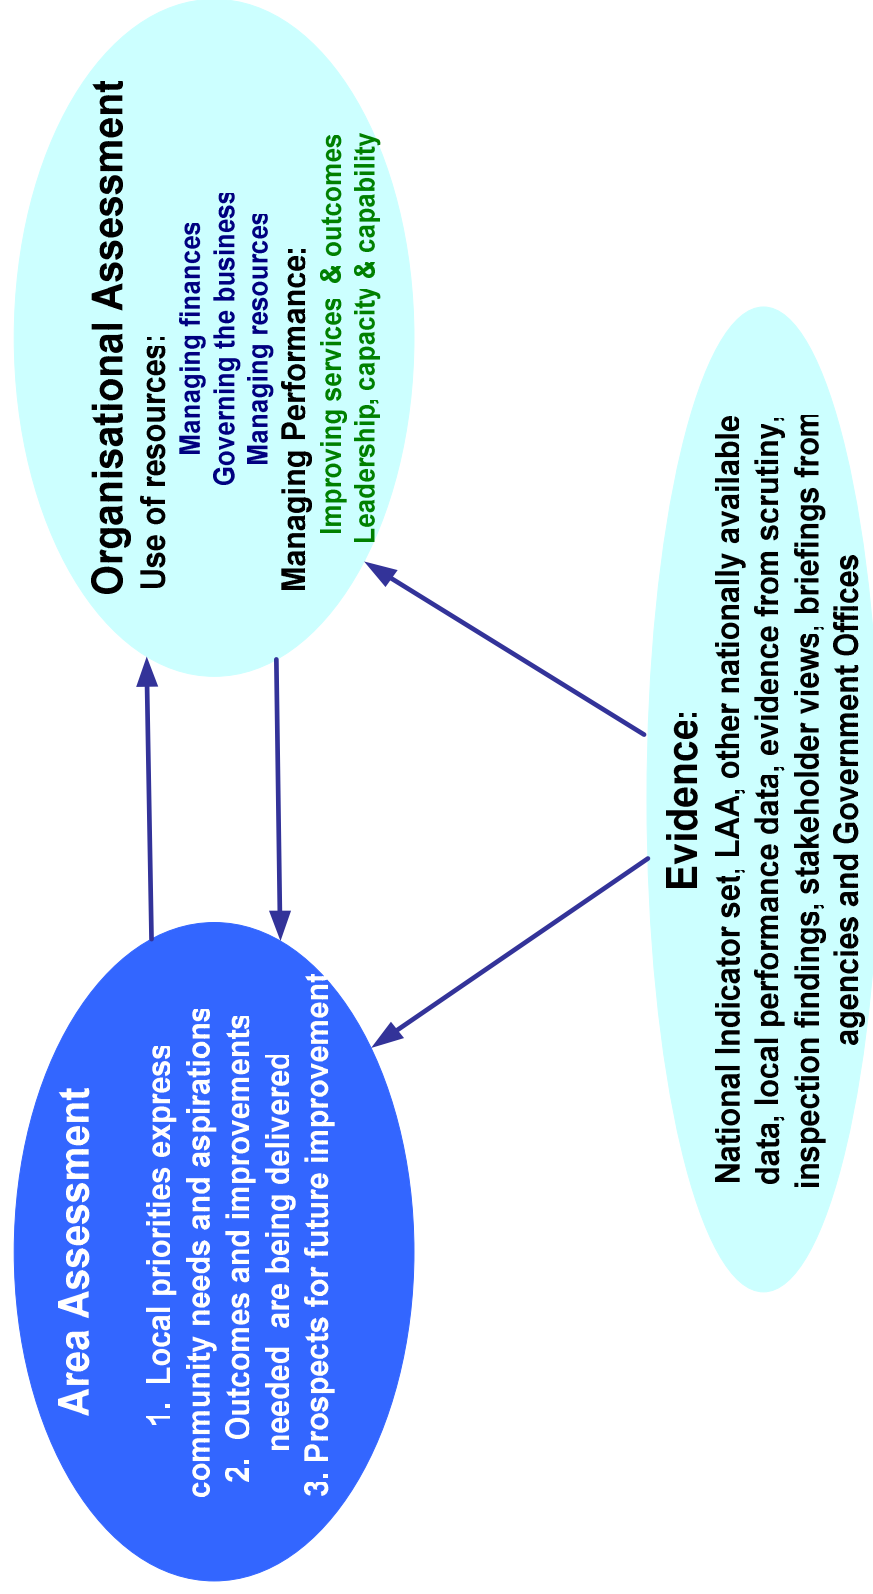 Area Assessment
1. Local priorities express
community needs and aspirations
2. Outcomes and improvements
needed are being delivered
3. Prospects for future improvement
Organisational Assessment
Use of resources:
Managing finances
Governing the business
Managing resources
Managing Performance:
Improving services & outcomes
Leadership, capacity & capability
Evidence:
National Indicator set, LAA, other nationally available
data, local performance data, evidence from scrutiny,
inspection findings, stakeholder views, briefings from
agencies and Government Offices